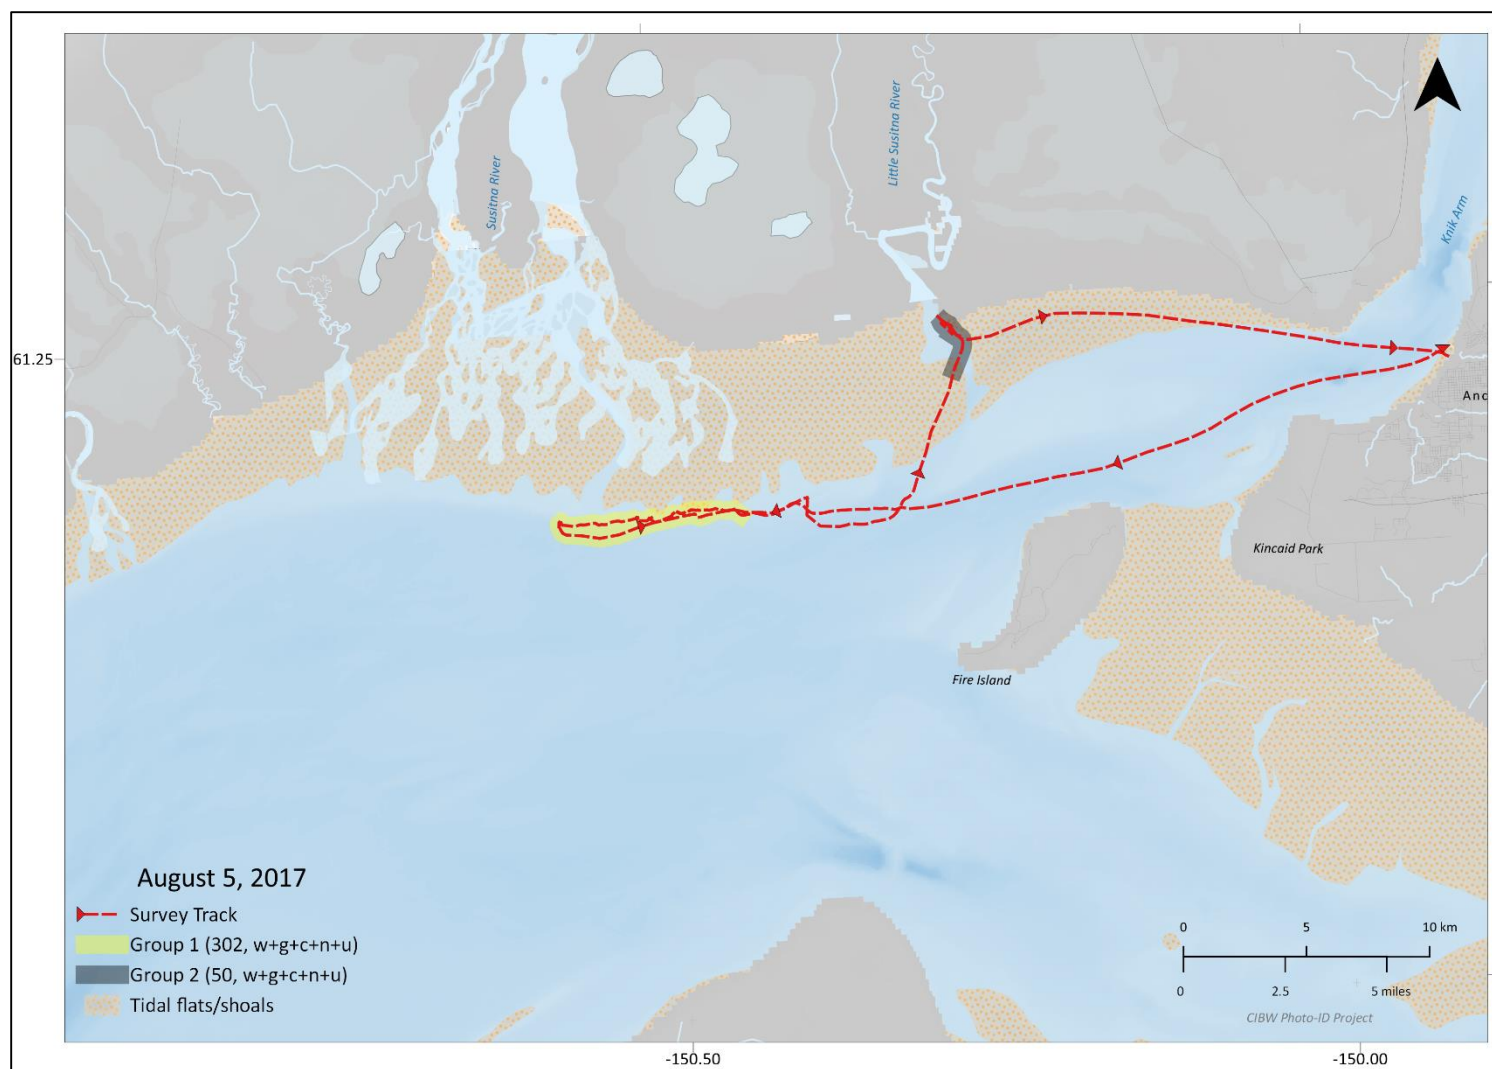 Susitna River
Little Susitna River
Knik Arm
61.25
Anc
Kincaid Park
Fire Island
August 5, 2017
Survey Track
Group 1 (302, w+g+c+n+u)
Group 2 (50, w+g+c+n+u)
Tidal flats/shoals
0 5 10 km
0 2.5 5 miles
CIBW Photo-ID Project
-150.50 -150.00